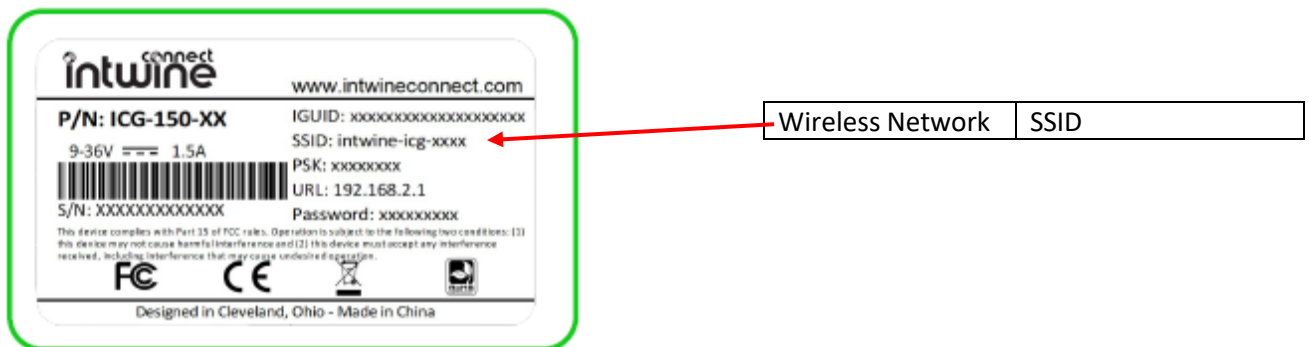 intwine connect
www.intwineconnect.com
P/N: ICG-150-XX
9-36V 1.5A
S/N: XXXXXXXXXXXXX
IGUID: xxxxxxxxxxxxxxxxxxxx
SSID: intwine-icg-xxxx
PSK: xxxxxxxx
URL: 192.168.2.1
Password: xxxxxxxxx
This device complies with Part 15 of FCC rules. Operation is subject to the following two conditions: (1)
this device may not cause harmful interference and (2) this device must accept any interference
received, including interference that may cause undesired operation.
FC CE
Designed in Cleveland, Ohio - Made in China
Wireless Network SSID